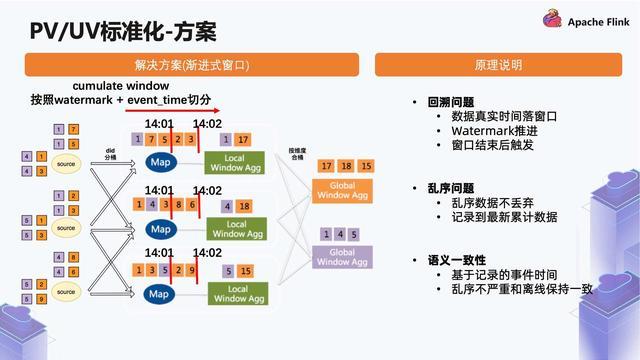 PV/UV标准化-方案
Apache Flink
解决方案(渐进式窗口)
cumulate window
按照watermark + event_time切分
14:01 14:02
1 7
1 5
4 1
4 3
source
did
分桶
1 7 5 2 3
Map
1 17
Local
Window Agg
按维度
合桶
14:01 14:02
1 2
1 3
5 1
5 3
source
1 4 3 8 6
Map
4 18
Local
Window Agg
14:01 14:02
4 8
4 6
5 2
5 9
source
1 3 5 2 9
Map
5 15
Local
Window Agg
17 18 15
Global
Window Agg
1 4 5
Global
Window Agg
原理说明
• 回溯问题
• 数据真实时间落窗口
• Watermark推进
• 窗口结束后触发
• 乱序问题
• 乱序数据不丢弃
• 记录到最新累计数据
• 语义一致性
• 基于记录的事件时间
• 乱序不严重和离线保持一致